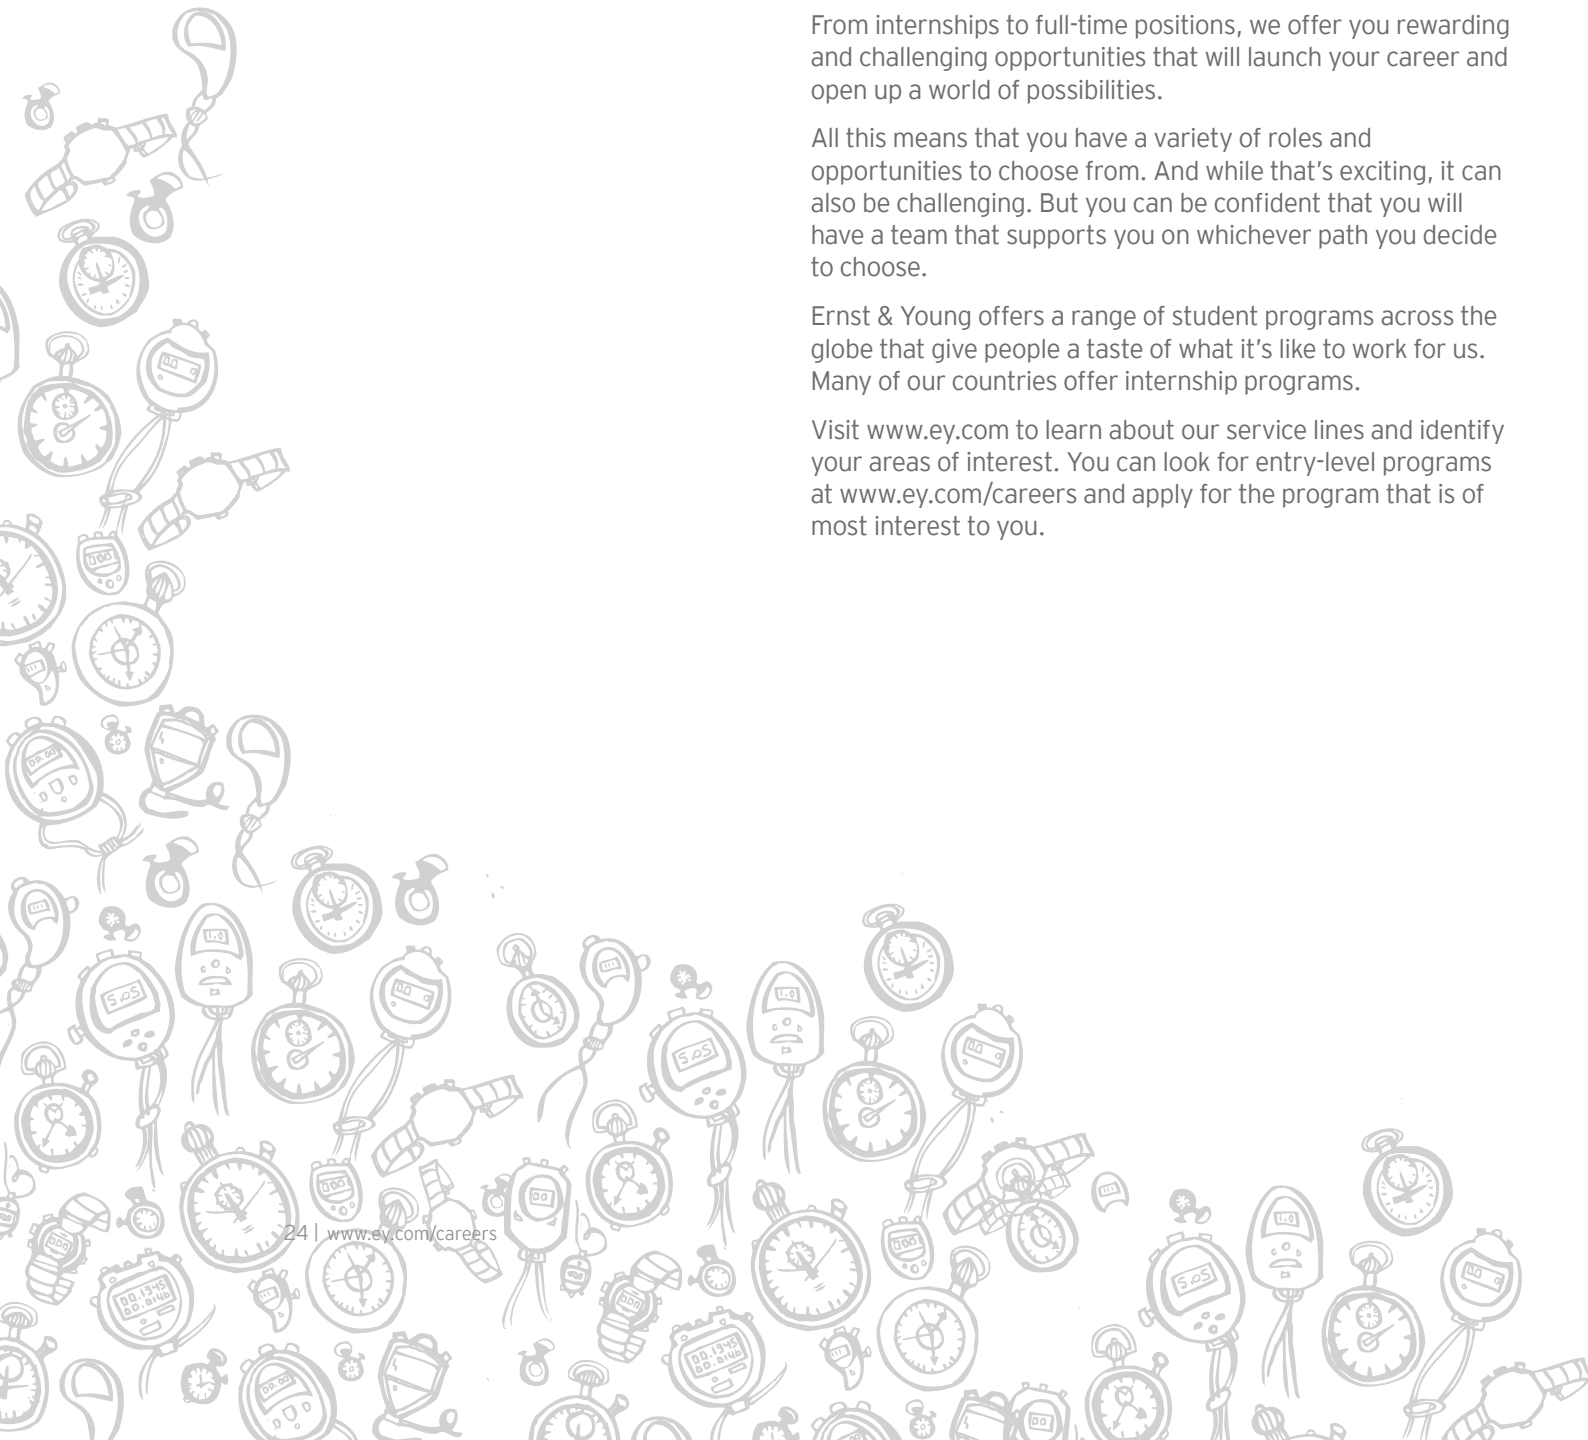 From internships to full-time positions, we offer you rewarding
and challenging opportunities that will launch your career and
open up a world of possibilities.
All this means that you have a variety of roles and
opportunities to choose from. And while that’s exciting, it can
also be challenging. But you can be confident that you will
have a team that supports you on whichever path you decide
to choose.
Ernst & Young offers a range of student programs across the
globe that give people a taste of what it’s like to work for us.
Many of our countries offer internship programs.
Visit www.ey.com to learn about our service lines and identify
your areas of interest. You can look for entry-level programs
at www.ey.com/careers and apply for the program that is of
most interest to you.
24 | www.ey.com/careers